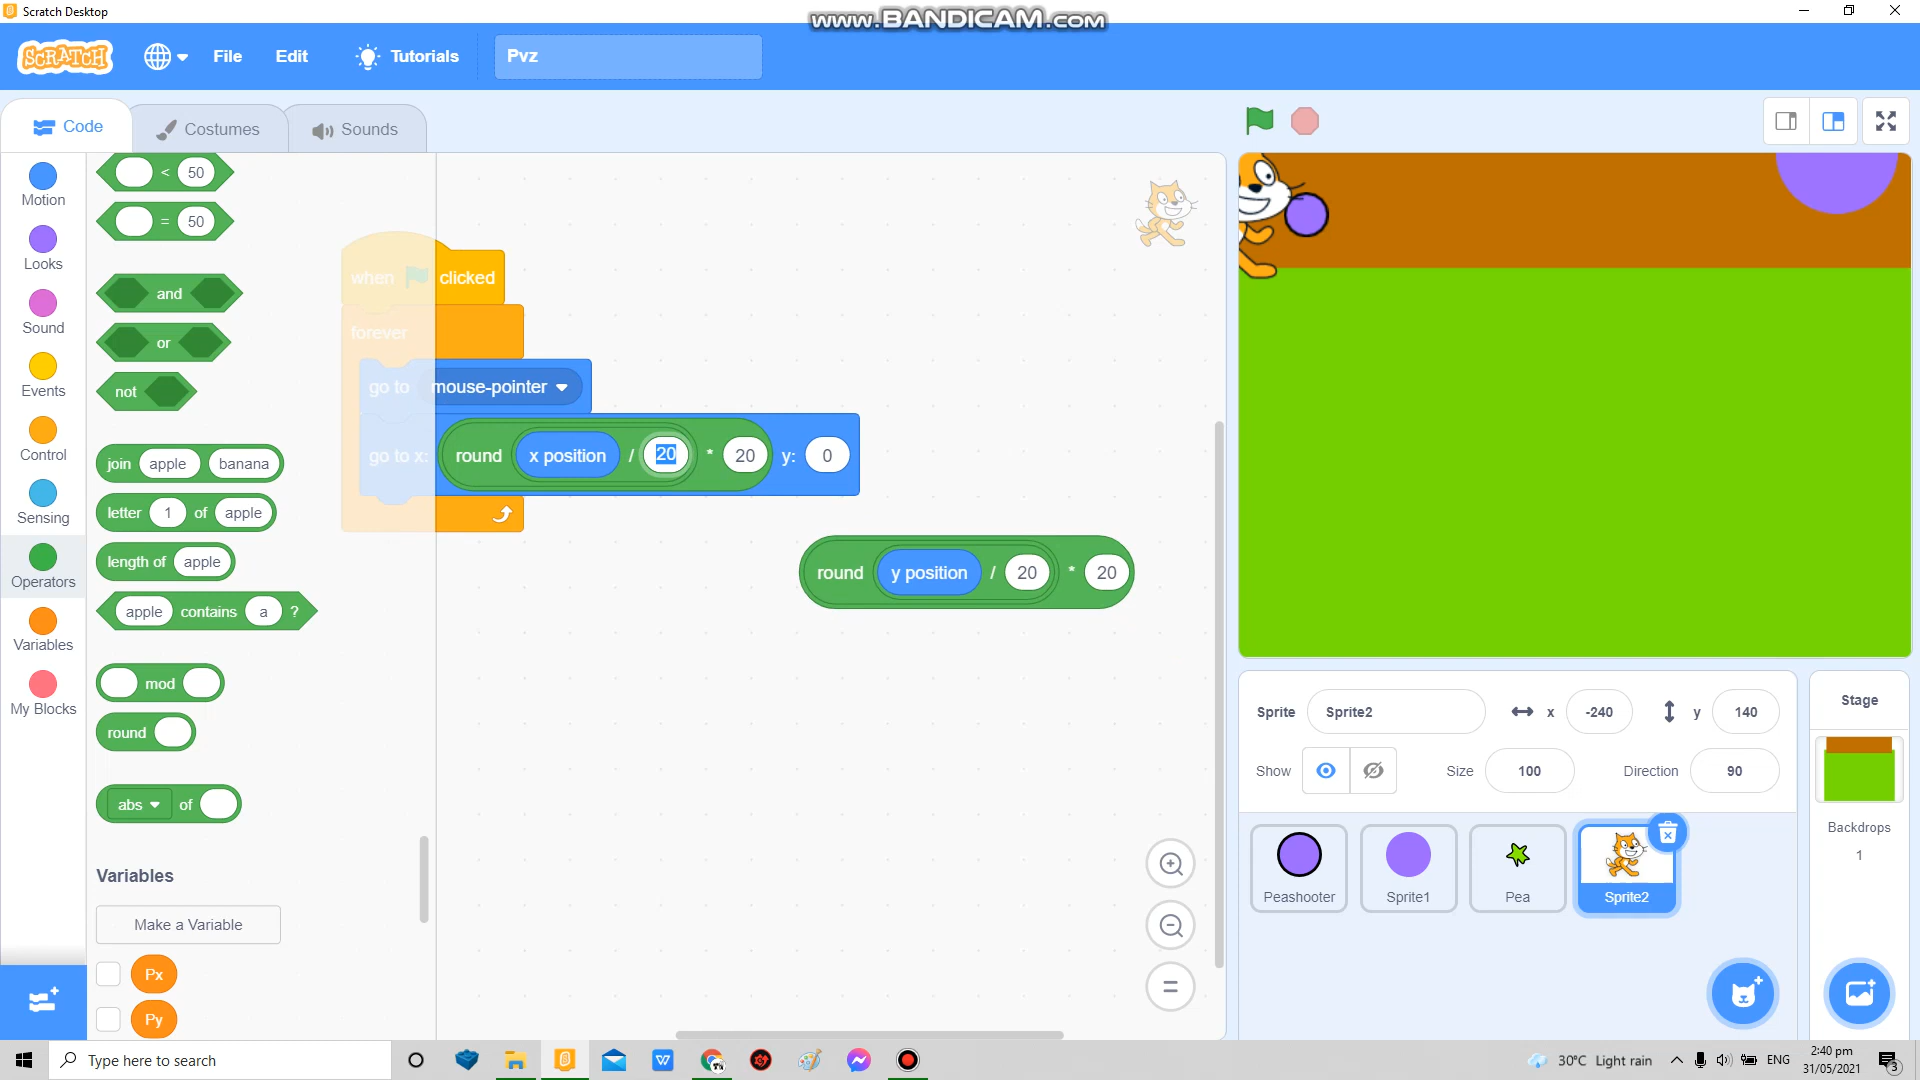 Scratch Desktop
www.BANDICAM.com
SCRATCH
File
Edit
Tutorials
Pvz
Code
Costumes
Sounds
Motion
Looks
Sound
Events
Control
Sensing
Operators
Variables
My Blocks
< 50
= 50
and
or
not
join apple banana
letter 1 of apple
length of apple
apple contains a ?
mod
round
abs of
Variables
Make a Variable
Px
Py
when clicked
forever
go to mouse-pointer
go to x: round x position / 20 * 20 y: 0
round y position / 20 * 20
Sprite Sprite2 x -240 y 140
Show Size 100 Direction 90
Peashooter
Sprite1
Pea
Sprite2
Stage
Backdrops
1
Type here to search
30°C Light rain
ENG
2:40 pm
31/05/2021
3